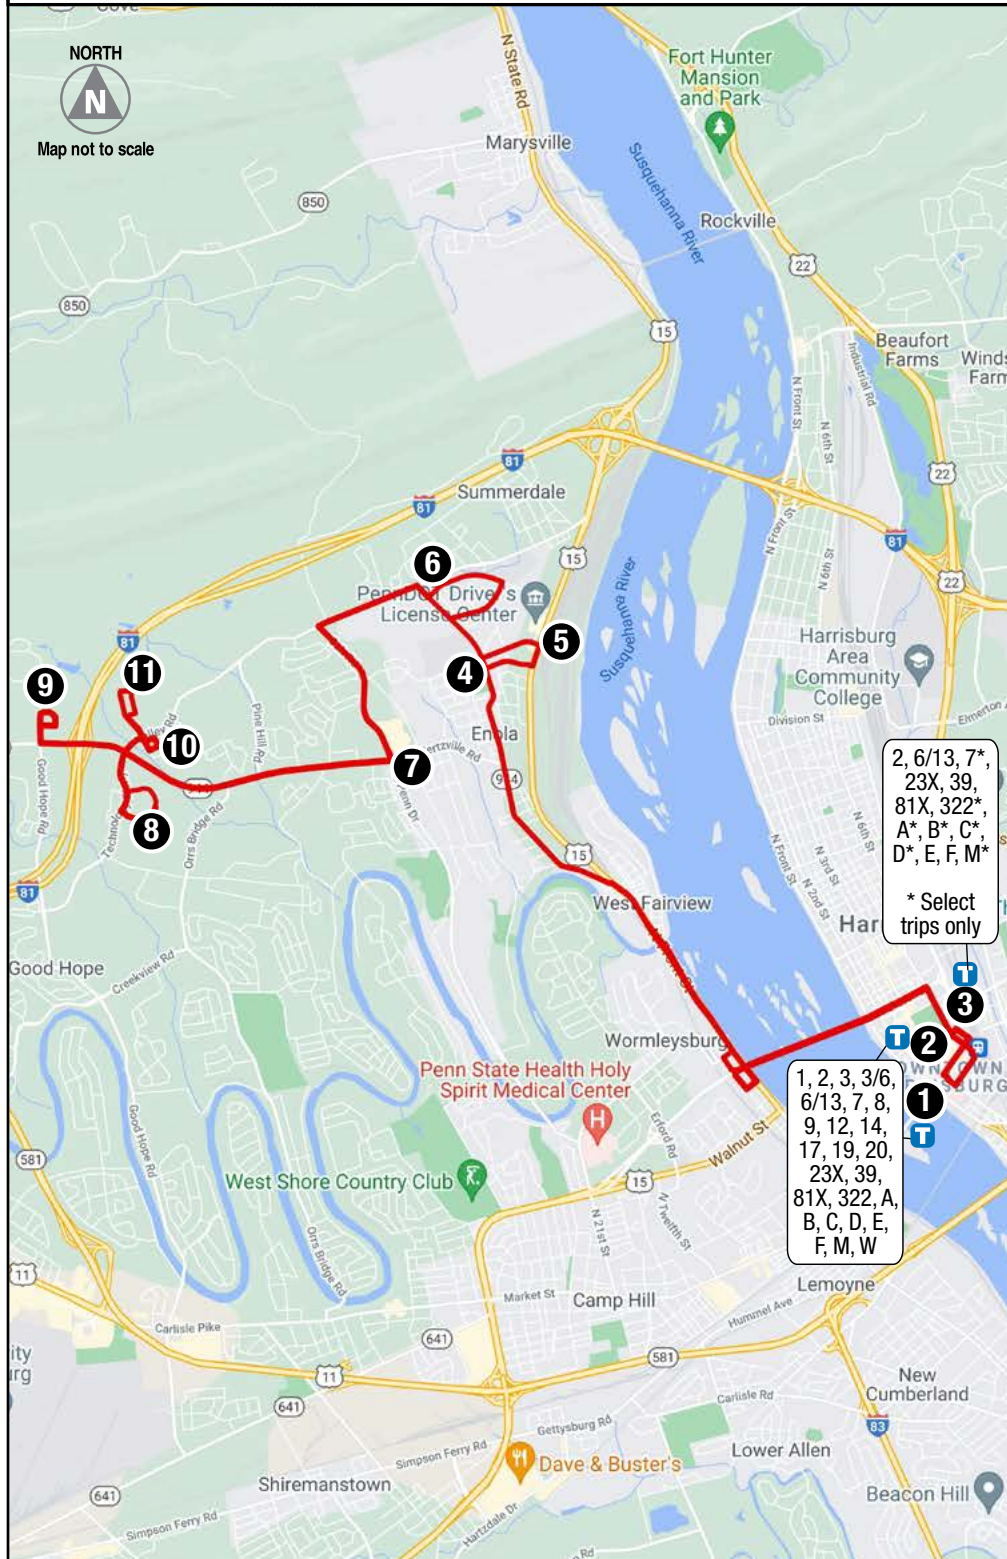 Cove
NORTH
N
Map not to scale
N State Rd
Fort Hunter
Mansion
and Park
Marysville
Susquehanna River
850
Rockville
22
850
15
Beaufort
Farms
Industrial Rd
N Front St
N 6th St
22
81
Summerdale
81
N Front St
15
81
N 6th St
22
6
PennDOT Driver's
License Center
5
Susquehanna River
Harrisburg
Area
Community
College
81
11
9
4
Division St
Enola
10
Pine Hill Rd
7
Good Hope Rd
Orrs Bridge Rd
8
15
2, 6/13, 7*,
23X, 39,
81X, 322*,
A*, B*, C*,
D*, E, F, M*
* Select
trips only
N 6th St
N Front St
N 3rd St
N 2nd St
81
West Fairview
N Front St
Good Hope
Creekview Rd
T
3
T
2
Wormleysburg
1
T
1, 2, 3, 3/6,
6/13, 7, 8,
9, 12, 14,
17, 19, 20,
23X, 39,
81X, 322, A,
B, C, D, E,
F, M, W
Penn State Health Holy
Spirit Medical Center
H
Erford Rd
Walnut St
Good Hope Rd
581
West Shore Country Club
15
N 21st St
N Twelfth St
Orrs Bridge Rd
11
Lemoyne
Market St
Camp Hill
Hummel Ave
Carlisle Pike
641
581
11
New
Cumberland
641
Carlisle Rd
83
Gettysburg Rd
Simpson Ferry Rd
Lower Allen
Dave & Buster's
Shiremanstown
641
Beacon Hill
Simpson Ferry Rd
Hartzdale Dr